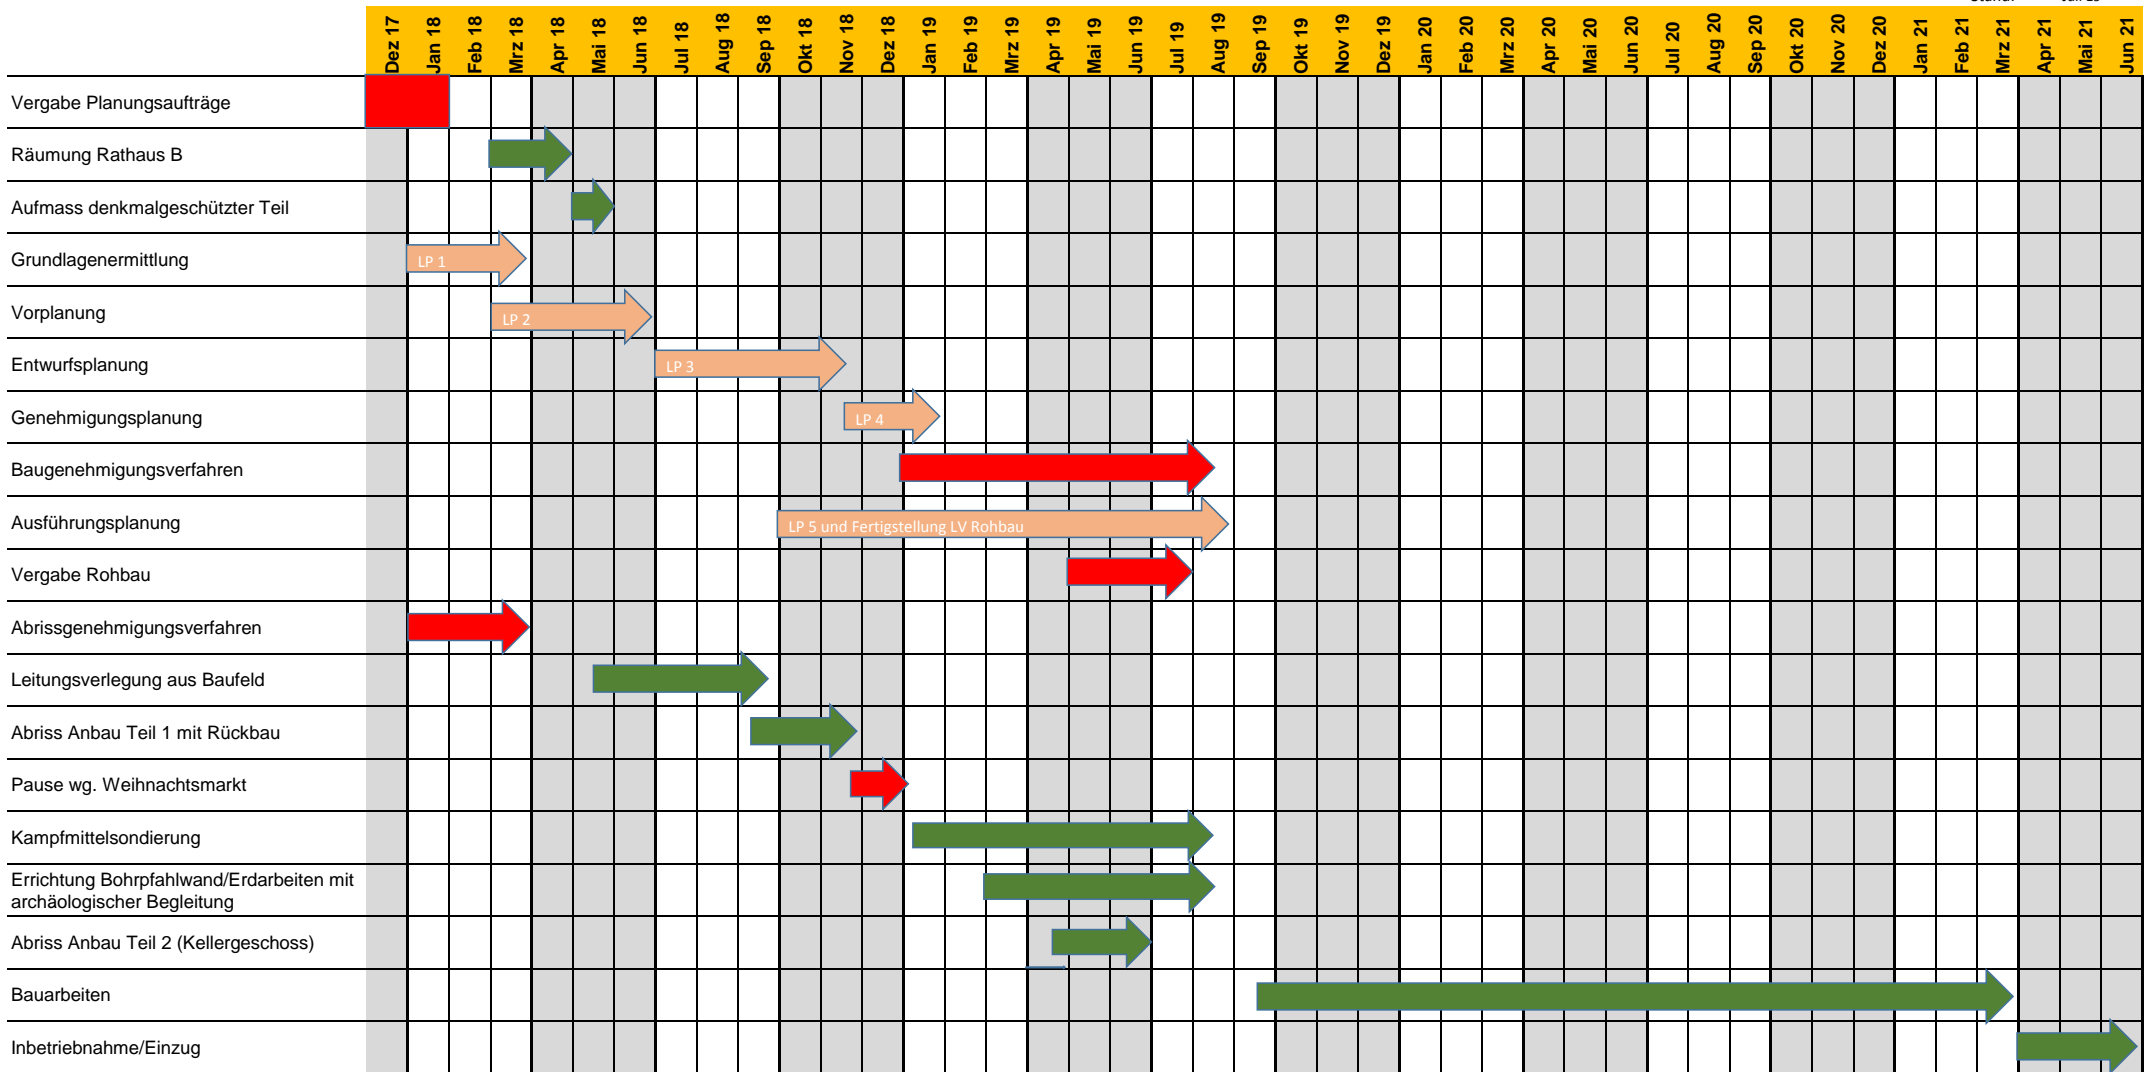 Dez 17 Jan 18 Feb 18 Mrz 18 Apr 18 Mai 18 Jun 18 Jul 18 Aug 18 Sep 18 Okt 18 Nov 18 Dez 18 Jan 19 Feb 19 Mrz 19 Apr 19 Mai 19 Jun 19 Jul 19 Aug 19 Sep 19 Okt 19 Nov 19 Dez 19 Jan 20 Feb 20 Mrz 20 Apr 20 Mai 20 Jun 20 Jul 20 Aug 20 Sep 20 Okt 20 Nov 20 Dez 20 Jan 21 Feb 21 Mrz 21 Apr 21 Mai 21 Jun 21
Vergabe Planungsaufträge
Räumung Rathaus B
Aufmass denkmalgeschützter Teil
Grundlagenermittlung LP 1
Vorplanung LP 2
Entwurfsplanung LP 3
Genehmigungsplanung LP 4
Baugenehmigungsverfahren
Ausführungsplanung LP 5 und Fertigstellung LV Rohbau
Vergabe Rohbau
Abrissgenehmigungsverfahren
Leitungsverlegung aus Baufeld
Abriss Anbau Teil 1 mit Rückbau
Pause wg. Weihnachtsmarkt
Kampfmittelsondierung
Errichtung Bohrpfahlwand/Erdarbeiten mit
archäologischer Begleitung
Abriss Anbau Teil 2 (Kellergeschoss)
Bauarbeiten
Inbetriebnahme/Einzug